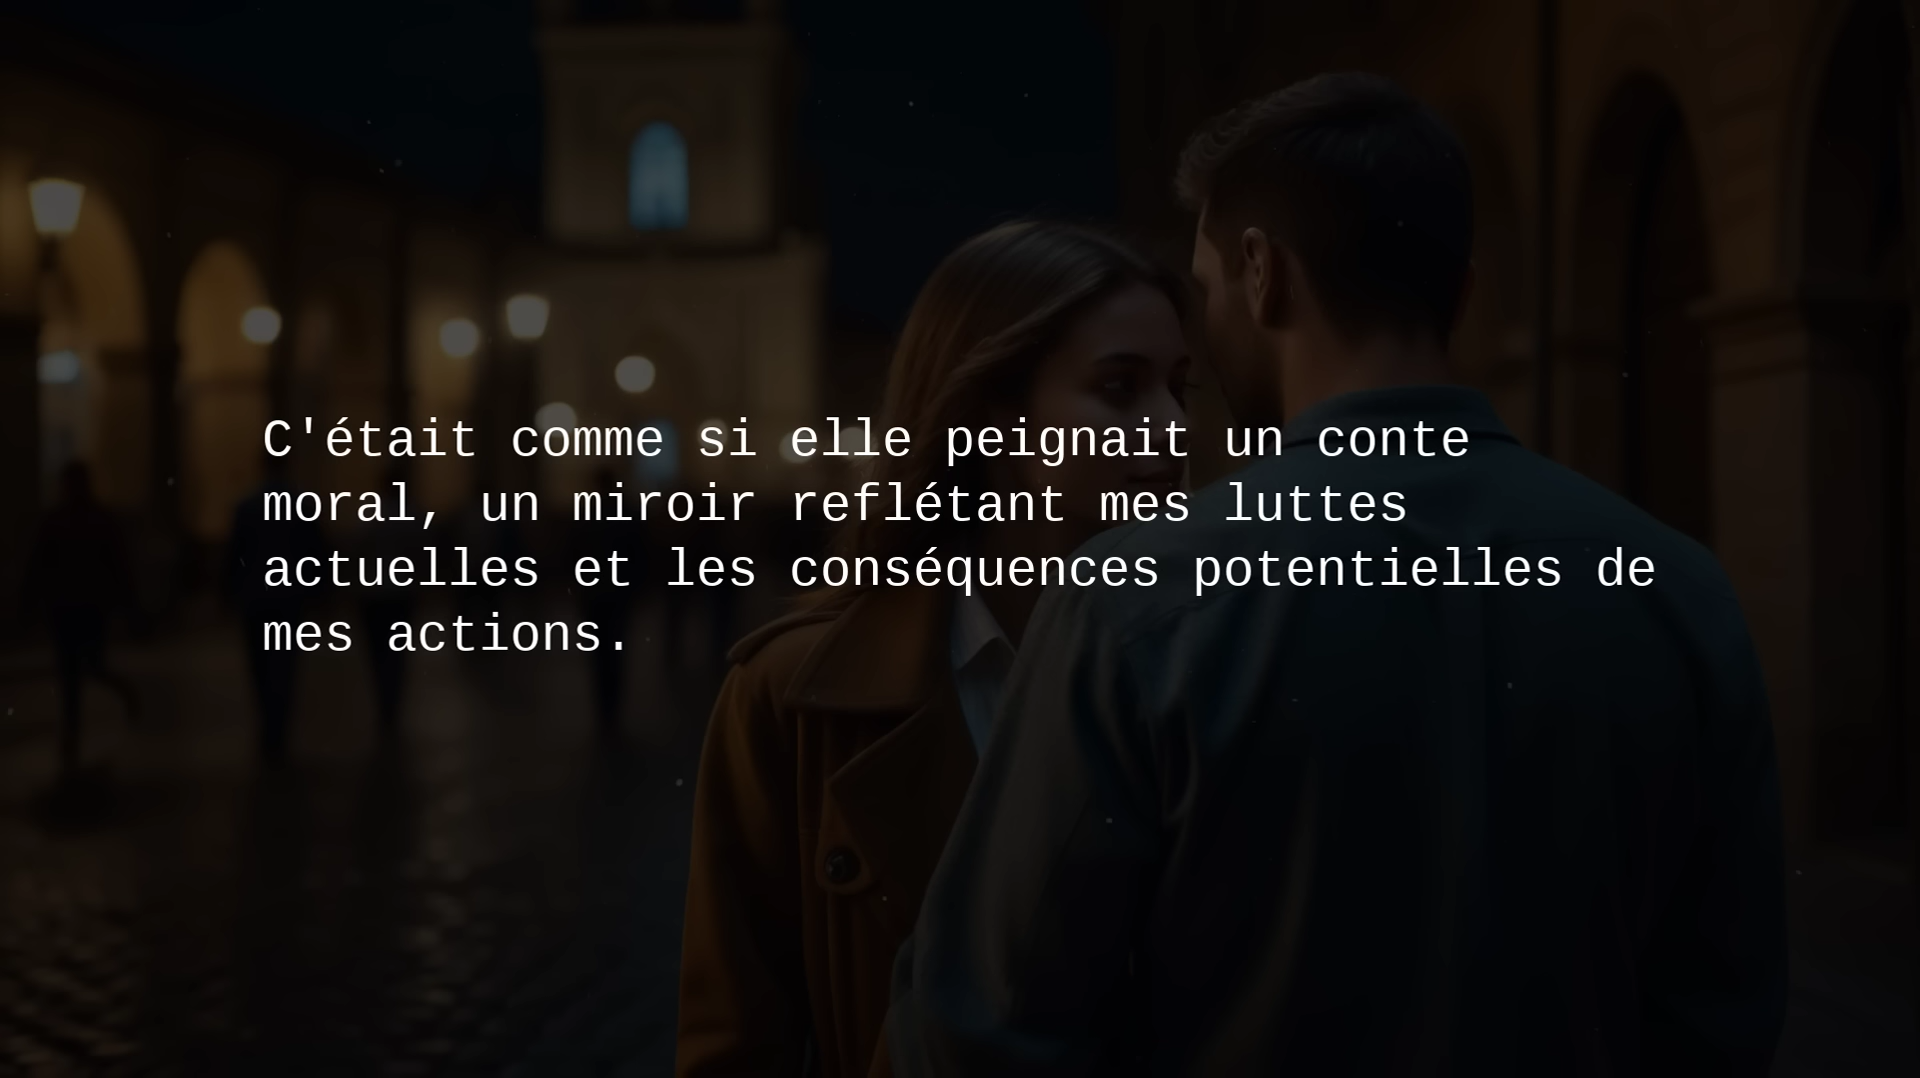 C'était comme si elle peignait un conte
moral, un miroir reflétant mes luttes
actuelles et les conséquences potentielles de
mes actions.